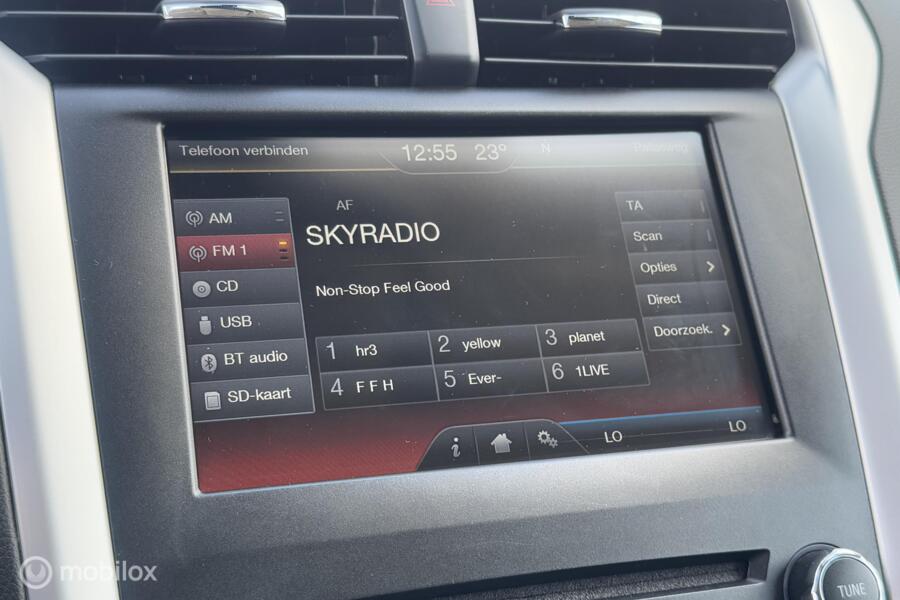 Telefoon verbinden
12:55 23° N
AM
FM 1
CD
USB
BT audio
SD-kaart
AF
SKYRADIO
Non-Stop Feel Good
1 hr3
2 yellow
3 planet
4 F F H
5 Ever-
6 1LIVE
TA
Scan
Opties
Direct
Doorzoek.
i
LO
LO
TUNE
mobilox